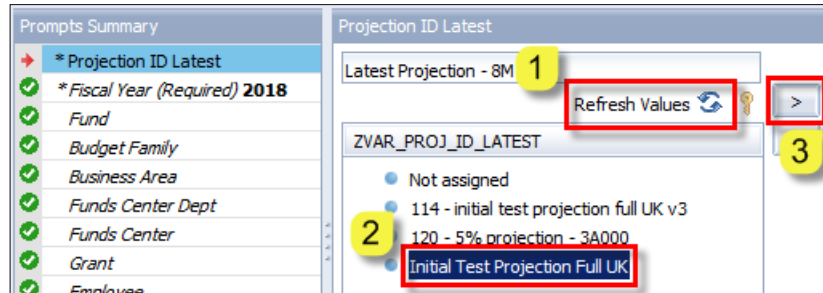 Prompts Summary
* Projection ID Latest
* Fiscal Year (Required) 2018
Fund
Budget Family
Business Area
Funds Center Dept
Funds Center
Grant
Employee
Projection ID Latest
Latest Projection - 8M
1
Refresh Values
>
3
ZVAR_PROJ_ID_LATEST
Not assigned
114 - initial test projection full UK v3
2
120 - 5% projection - 3A000
Initial Test Projection Full UK